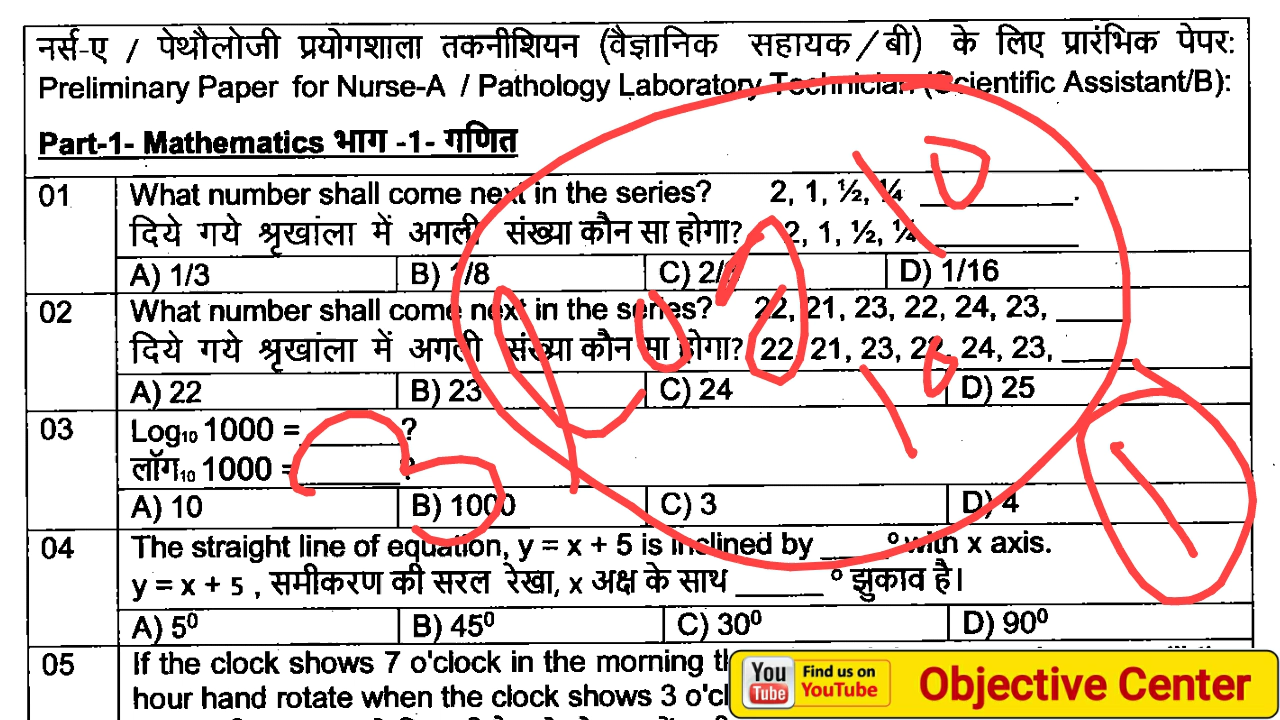 नर्स-ए / पेथौलोजी प्रयोगशाला तकनीशियन (वैज्ञानिक सहायक/बी) के लिए प्रारंभिक पेपर:
Preliminary Paper for Nurse-A / Pathology Laboratory Technician (Scientific Assistant/B):
Part-1- Mathematics भाग -1- गणित
01 What number shall come next in the series? 2, 1, ½, ¼ ________.
दिये गये श्रृखांला में अगली संख्या कौन सा होगा? 2, 1, ½, ¼ ________
A) 1/3 B) 1/8 C) 2/ D) 1/16
02 What number shall come next in the series? 22, 21, 23, 22, 24, 23, ____
दिये गये श्रृखांला में अगली संख्या कौन सा होगा? 22, 21, 23, 22, 24, 23, ____
A) 22 B) 23 C) 24 D) 25
03 Log₁₀ 1000 = ______?
लॉग₁₀ 1000 = ______?
A) 10 B) 1000 C) 3 D) 4
04 The straight line of equation, y = x + 5 is inclined by ____⁰ with x axis.
y = x + 5 , समीकरण की सरल रेखा, x अक्ष के साथ _____ ⁰ झुकाव है।
A) 5⁰ B) 45⁰ C) 30⁰ D) 90⁰
05 If the clock shows 7 o'clock in the morning
hour hand rotate when the clock shows 3
You Tube Find us on YouTube Objective Center